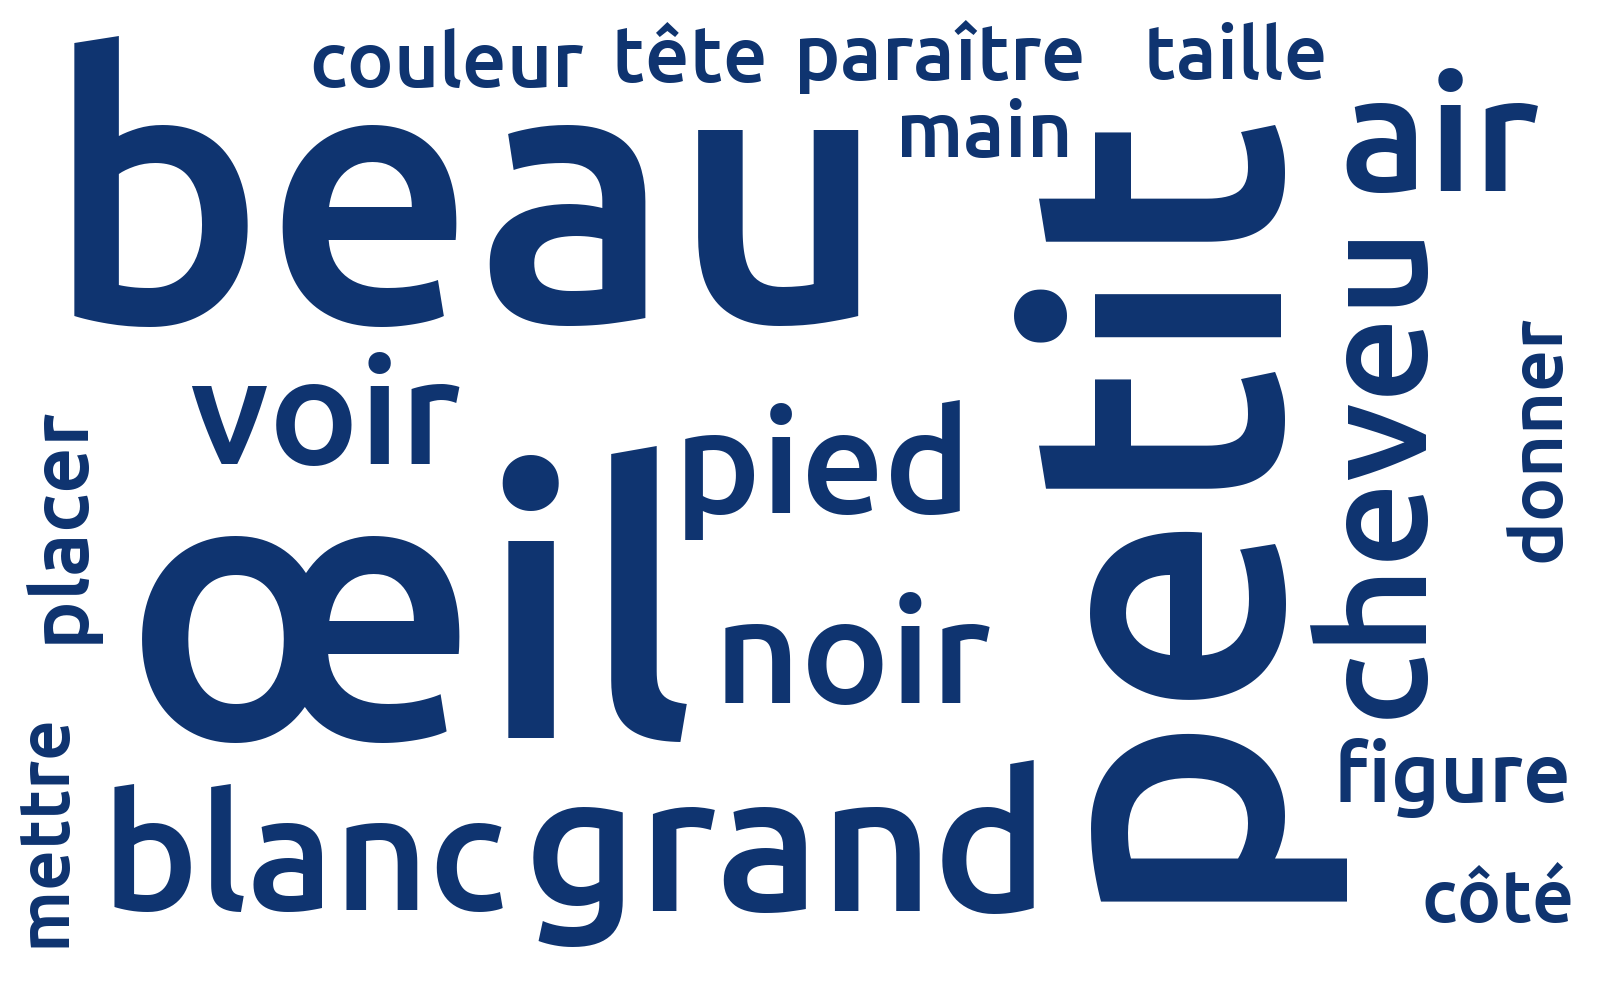 couleur
tête
paraître
taille
beau
main
air
petit
cheveu
voir
donner
placer
pied
œil
noir
mettre
figure
blanc
grand
côté